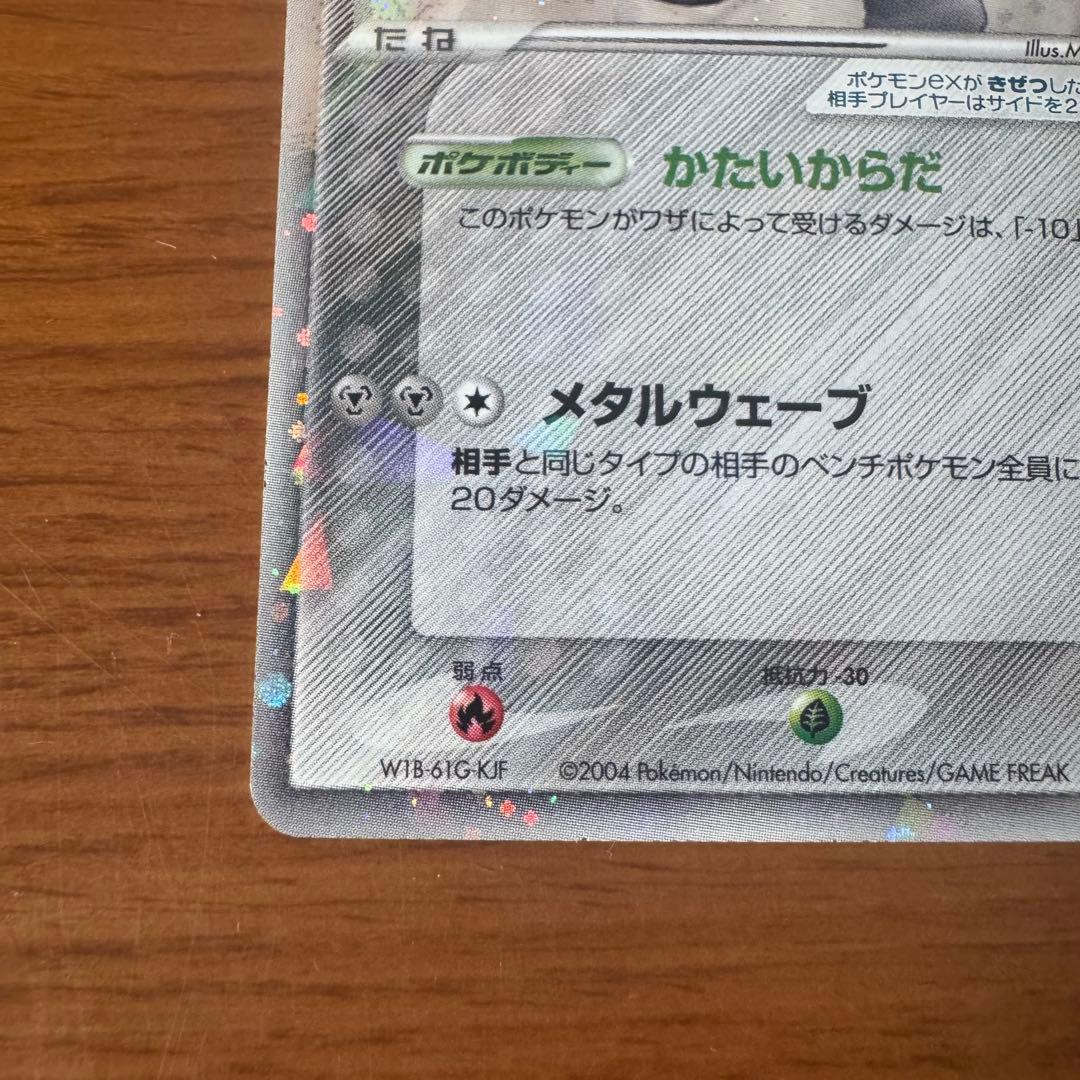 たね
Illus.M
ポケモンexがきぜつした
相手プレイヤーはサイドを2
ポケボディー かたいからだ
このポケモンがワザによって受けるダメージは、「-10」
メタルウェーブ
相手と同じタイプの相手のベンチポケモン全員に
20ダメージ。
弱点 抵抗力 -30
W1B-61G-KJF ©2004 Pokémon/Nintendo/Creatures/GAME FREAK